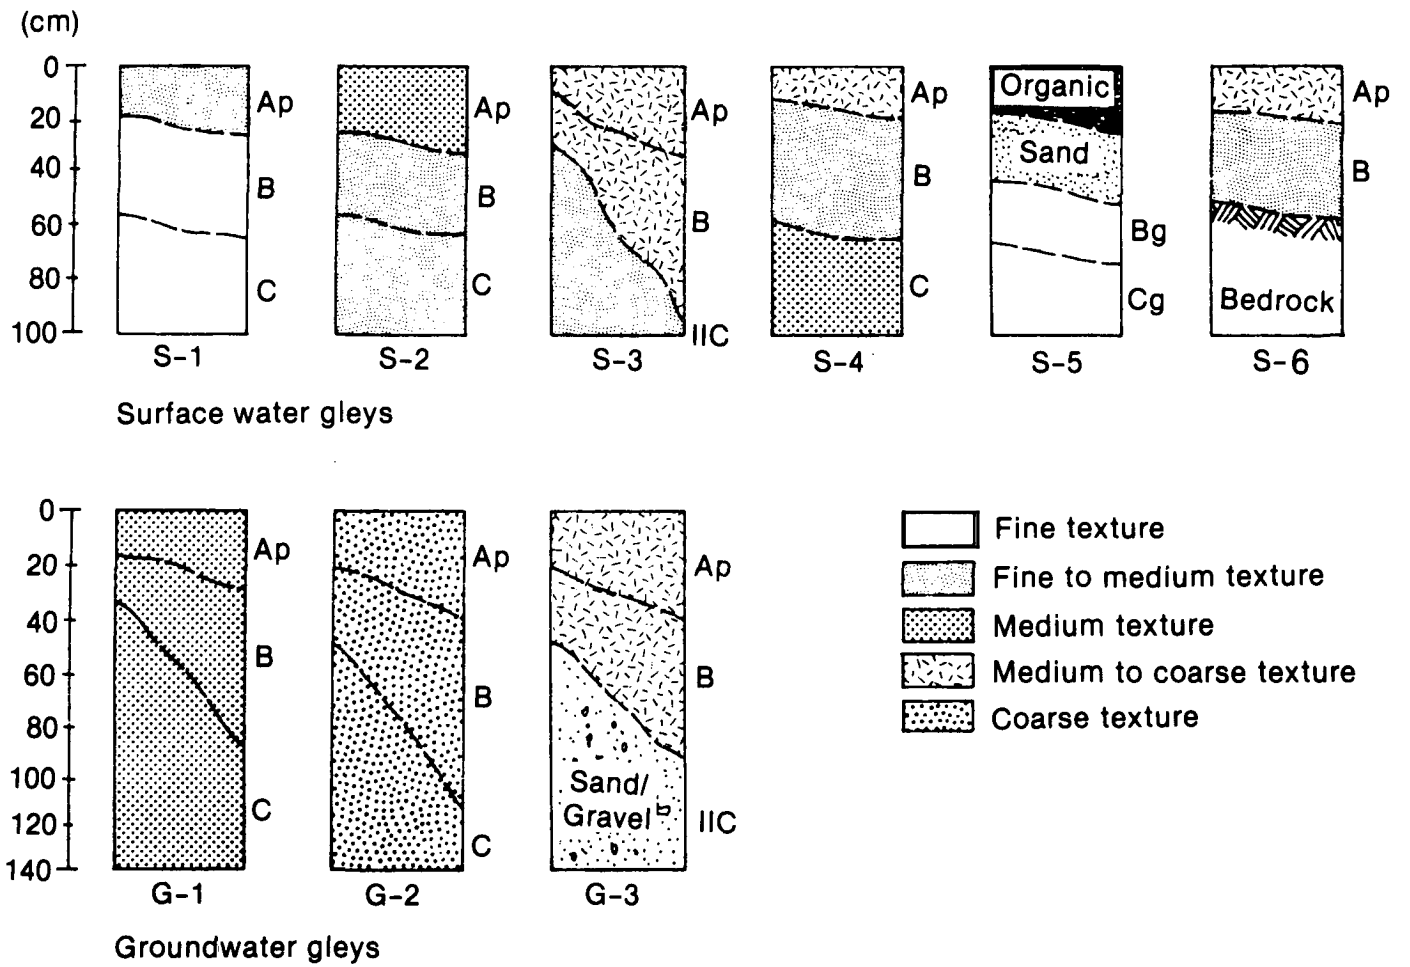 (cm)
0
20
40
60
80
100
Ap
B
C
S-1
Ap
B
C
S-2
Ap
B
IIC
S-3
Ap
B
C
S-4
Organic
Sand
Bg
Cg
S-5
Ap
B
Bedrock
S-6
Surface water gleys
0
20
40
60
80
100
120
140
Ap
B
C
G-1
Ap
B
C
G-2
Ap
B
Sand/
Gravel b
IIC
G-3
Groundwater gleys
Fine texture
Fine to medium texture
Medium texture
Medium to coarse texture
Coarse texture